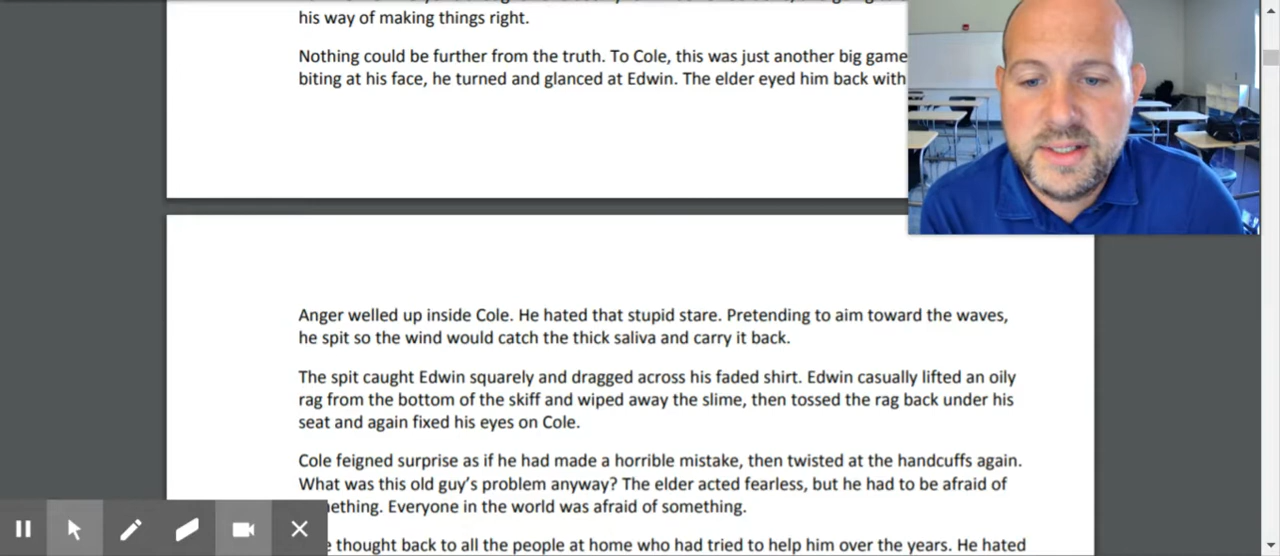 his way of making things right.
Nothing could be further from the truth. To Cole, this was just another big game
biting at his face, he turned and glanced at Edwin. The elder eyed him back with
Anger welled up inside Cole. He hated that stupid stare. Pretending to aim toward the waves,
he spit so the wind would catch the thick saliva and carry it back.
The spit caught Edwin squarely and dragged across his faded shirt. Edwin casually lifted an oily
rag from the bottom of the skiff and wiped away the slime, then tossed the rag back under his
seat and again fixed his eyes on Cole.
Cole feigned surprise as if he had made a horrible mistake, then twisted at the handcuffs again.
What was this old guy's problem anyway? The elder acted fearless, but he had to be afraid of
ething. Everyone in the world was afraid of something.
thought back to all the people at home who had tried to help him over the years. He hated